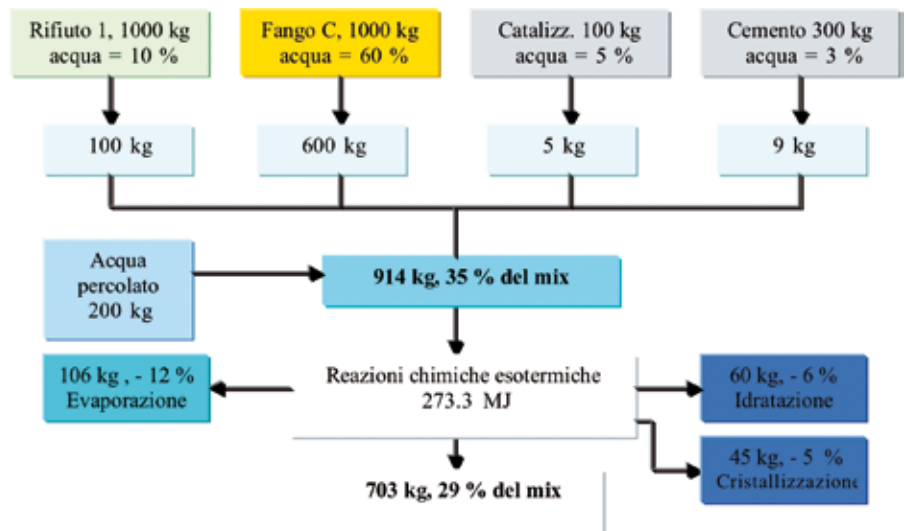 Rifiuto 1, 1000 kg
acqua = 10 %
Fango C, 1000 kg
acqua = 60 %
Catalizz. 100 kg
acqua = 5 %
Cemento 300 kg
acqua = 3 %
100 kg
600 kg
5 kg
9 kg
Acqua
percolato
200 kg
914 kg, 35 % del mix
106 kg , - 12 %
Evaporazione
Reazioni chimiche esotermiche
273.3 MJ
60 kg, - 6 %
Idratazione
45 kg, - 5 %
Cristallizzazione
703 kg, 29 % del mix